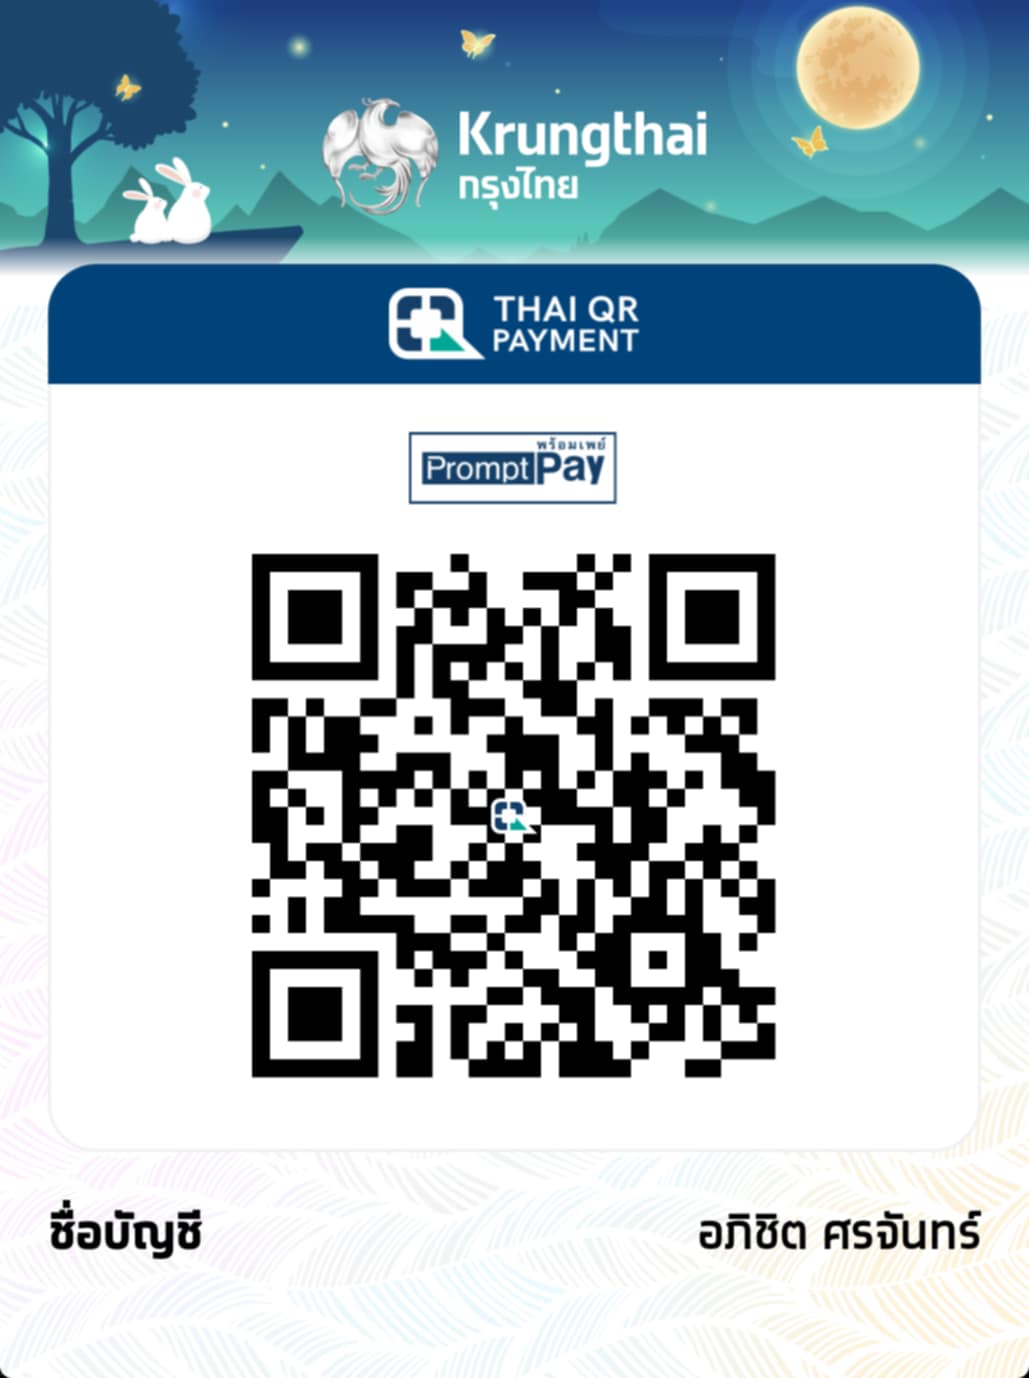 Krungthai
กรุงไทย
THAI QR
PAYMENT
พร้อมเพย์
PromptPay
ชื่อบัญชี อภิชิต ศรจันทร์